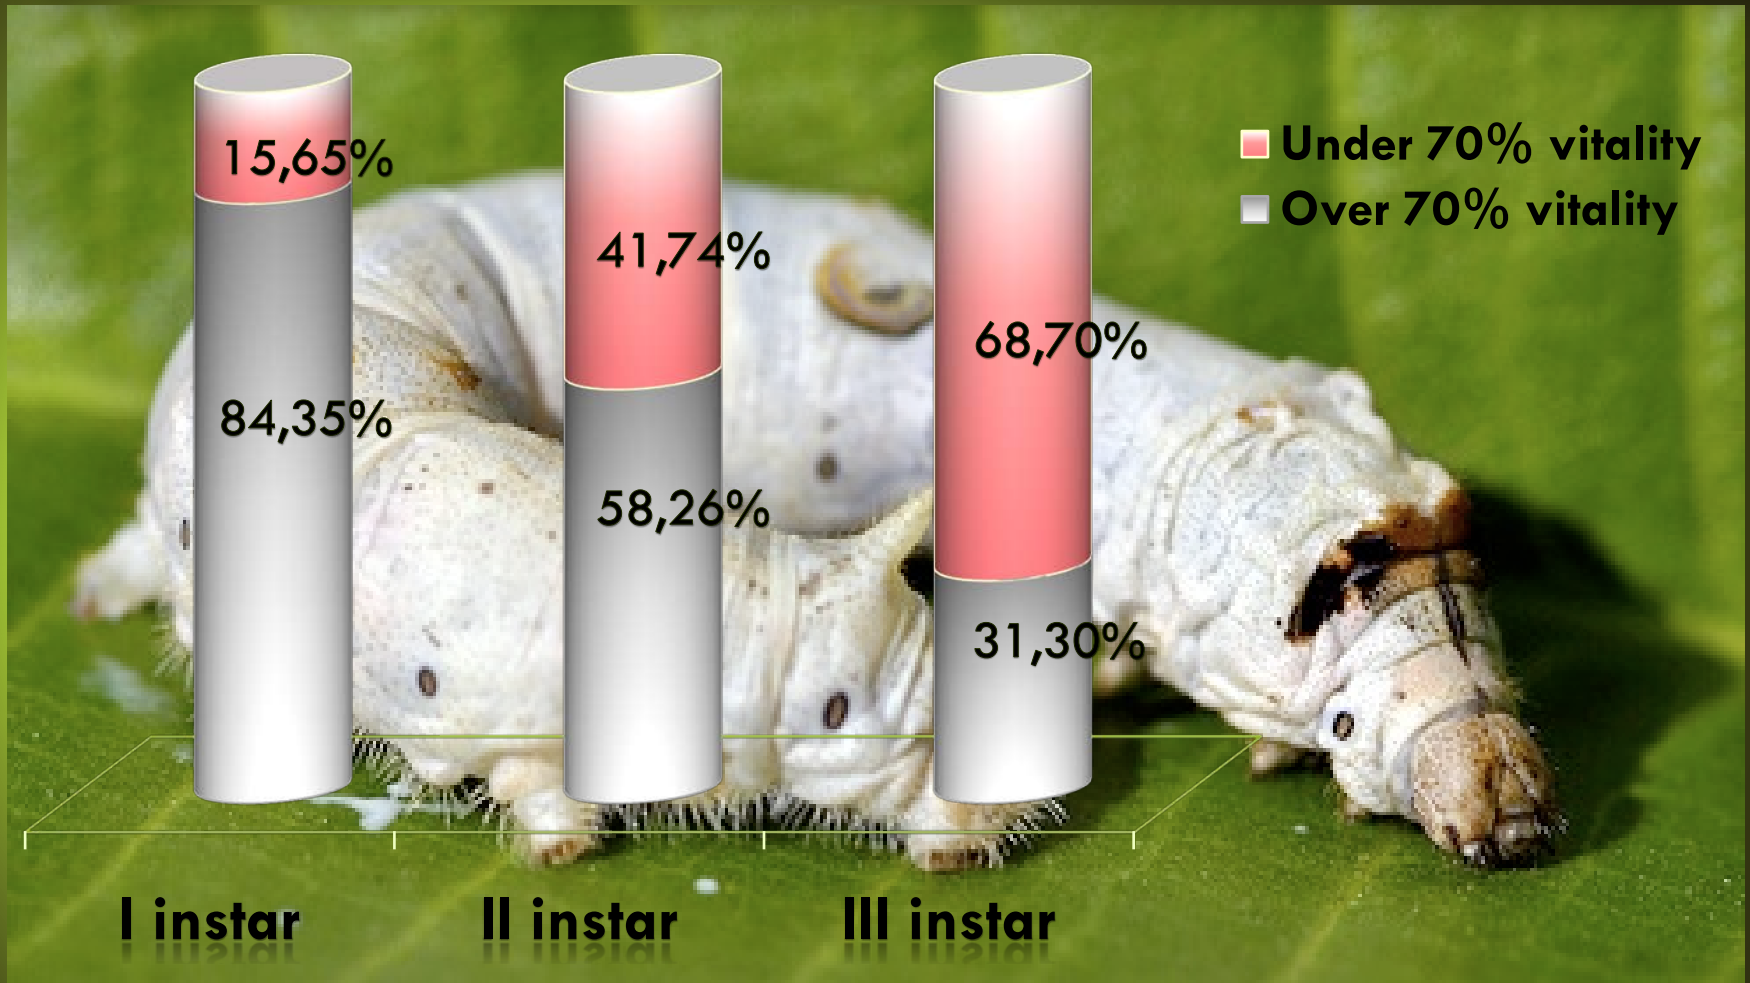 15,65%
41,74%
68,70%
84,35%
58,26%
31,30%
Under 70% vitality
Over 70% vitality
I instar
II instar
III instar